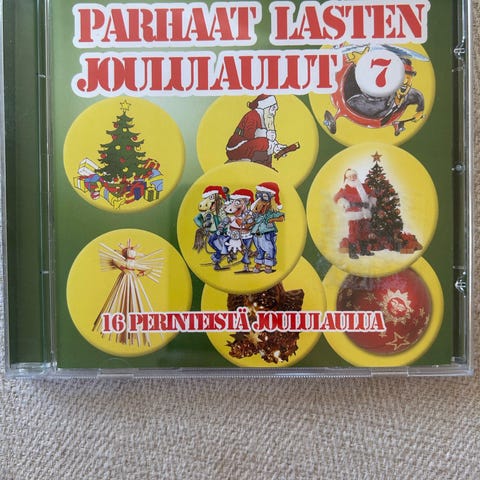 PARHAAT LASTEN
JOULULAULUT 7
16 PERINTEISTÄ JOULULAULUA